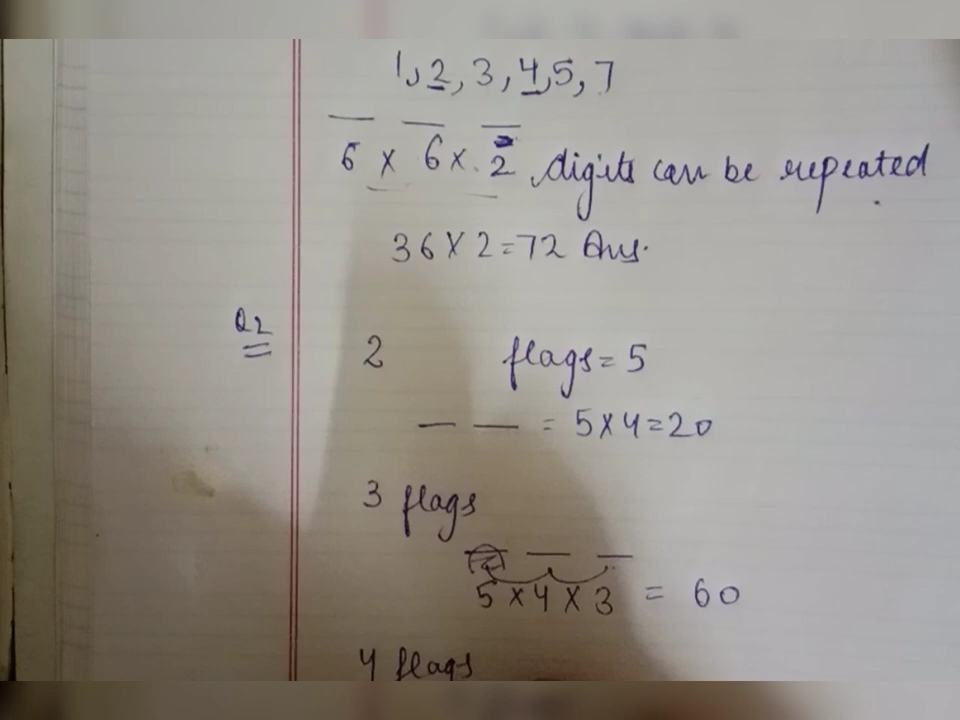 1, 2, 3, 4, 5, 7
6 × 6 × 2 digits can be repeated.
36 × 2 = 72 Ans.
Q2 2 flags = 5
— — = 5 × 4 = 20
3 flags
5 × 4 × 3 = 60
4 flags